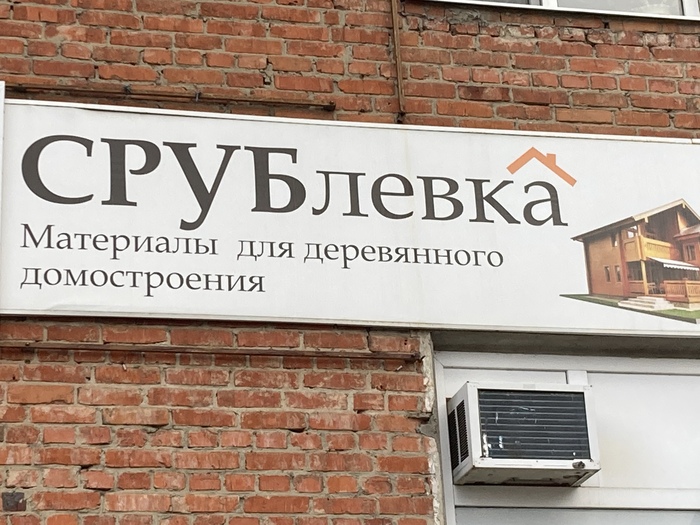 СРУБлевка
Материалы для деревянного
домостроения